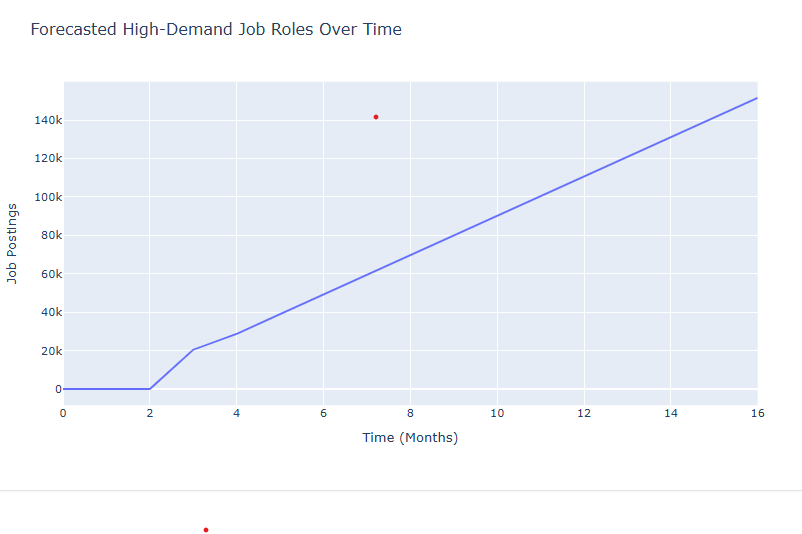 Forecasted High-Demand Job Roles Over Time
140k
120k
100k
80k
60k
40k
20k
0
Job Postings
0 2 4 6 8 10 12 14 16
Time (Months)